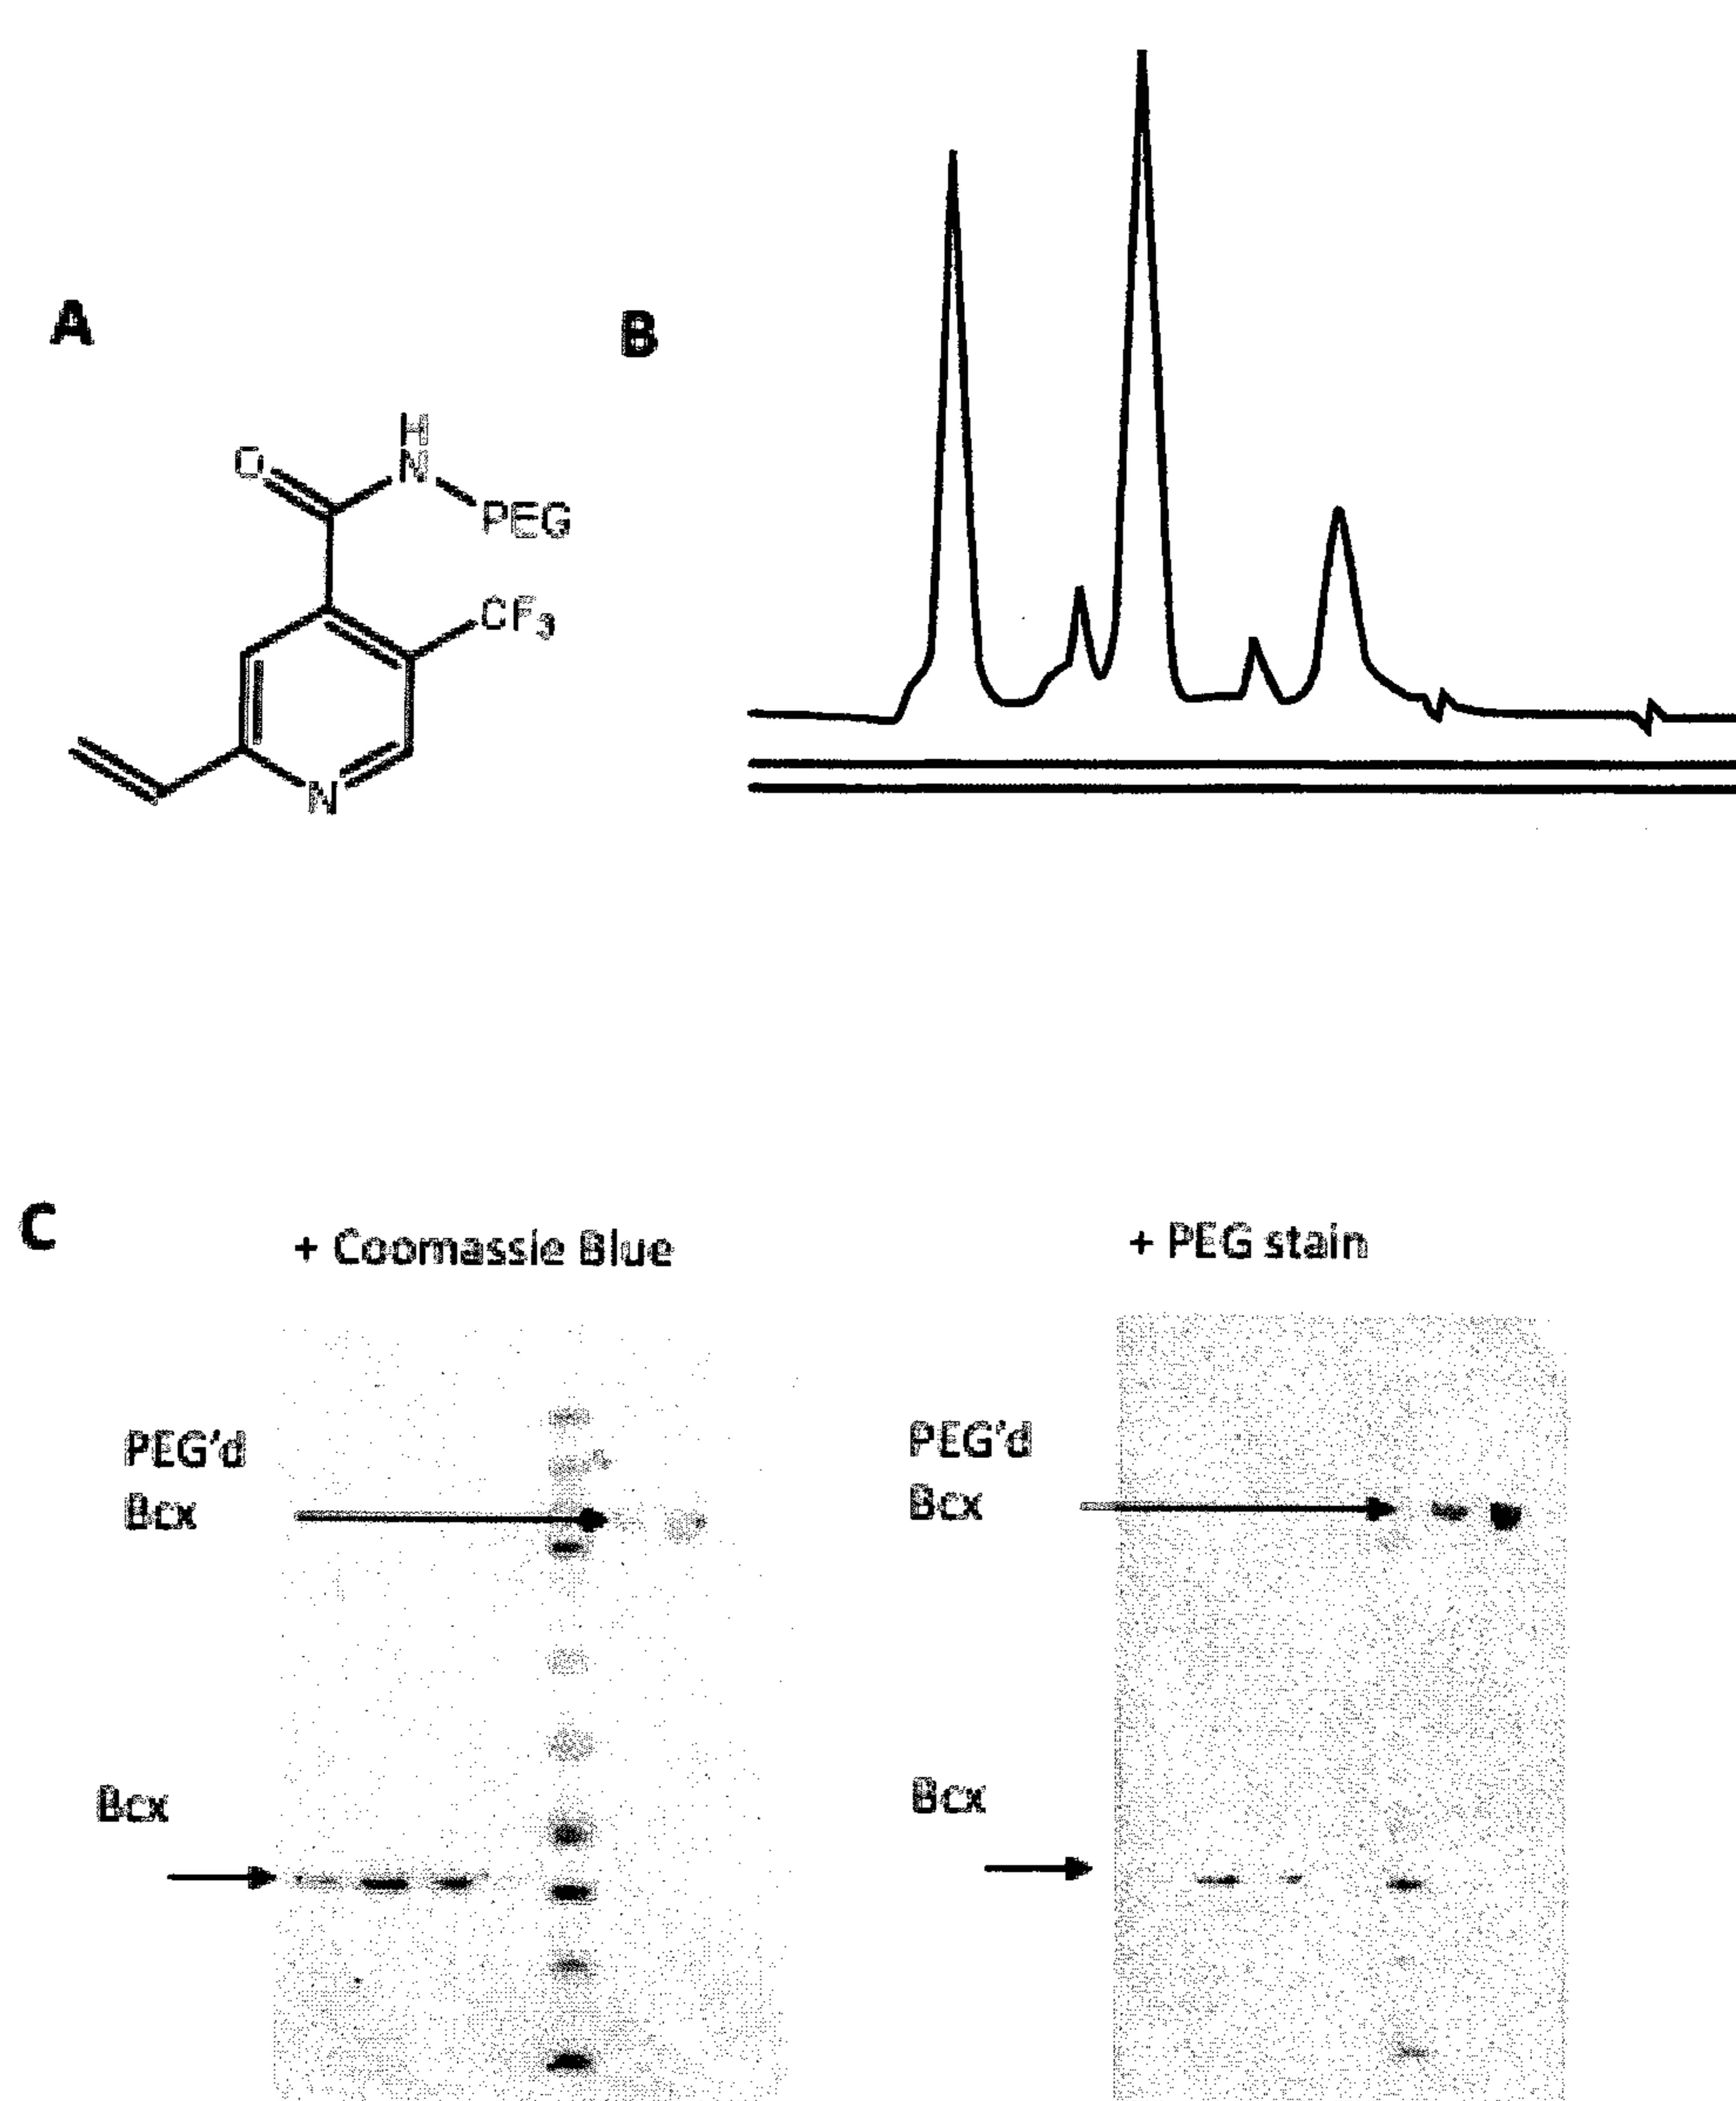 A
B
H
O
N
PEG
CF3
N
C
+ Coomassie Blue
+ PEG stain
PEG'd
Bcx
PEG'd
Bcx
Bcx
Bcx